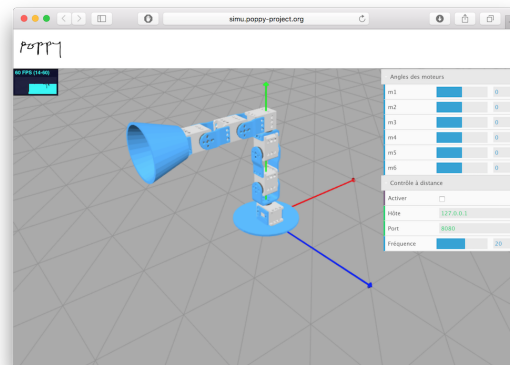 simu.poppy-project.org
poppy
60 FPS (14-60)
Angles des moteurs
m1 0
m2 0
m3 0
m4 0
m5 0
m6 0
Contrôle à distance
Activer
Hôte 127.0.0.1
Port 8080
Fréquence 20